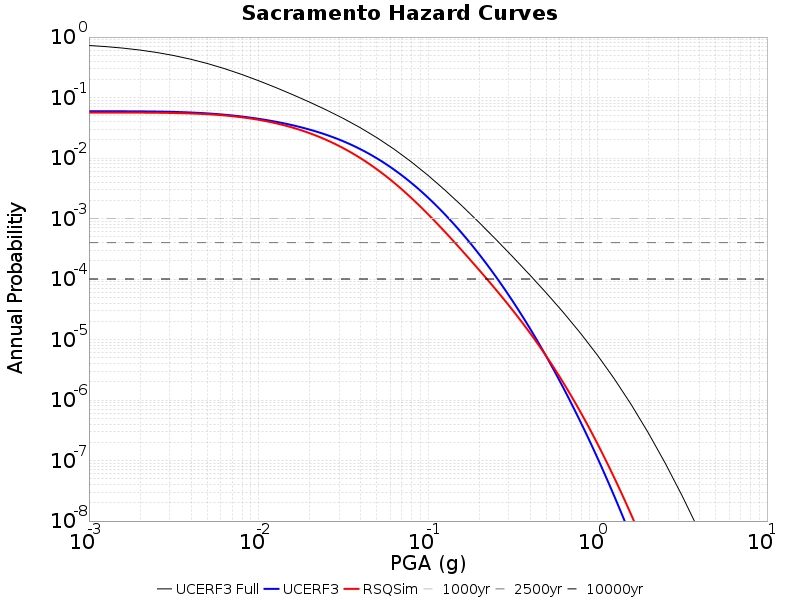 Sacramento Hazard Curves
10^0
10^-1
10^-2
10^-3
10^-4
10^-5
10^-6
10^-7
10^-8
Annual Probabilitiy
10^-3 10^-2 10^-1 10^0 10^1
PGA (g)
UCERF3 Full UCERF3 RSQSim 1000yr 2500yr 10000yr